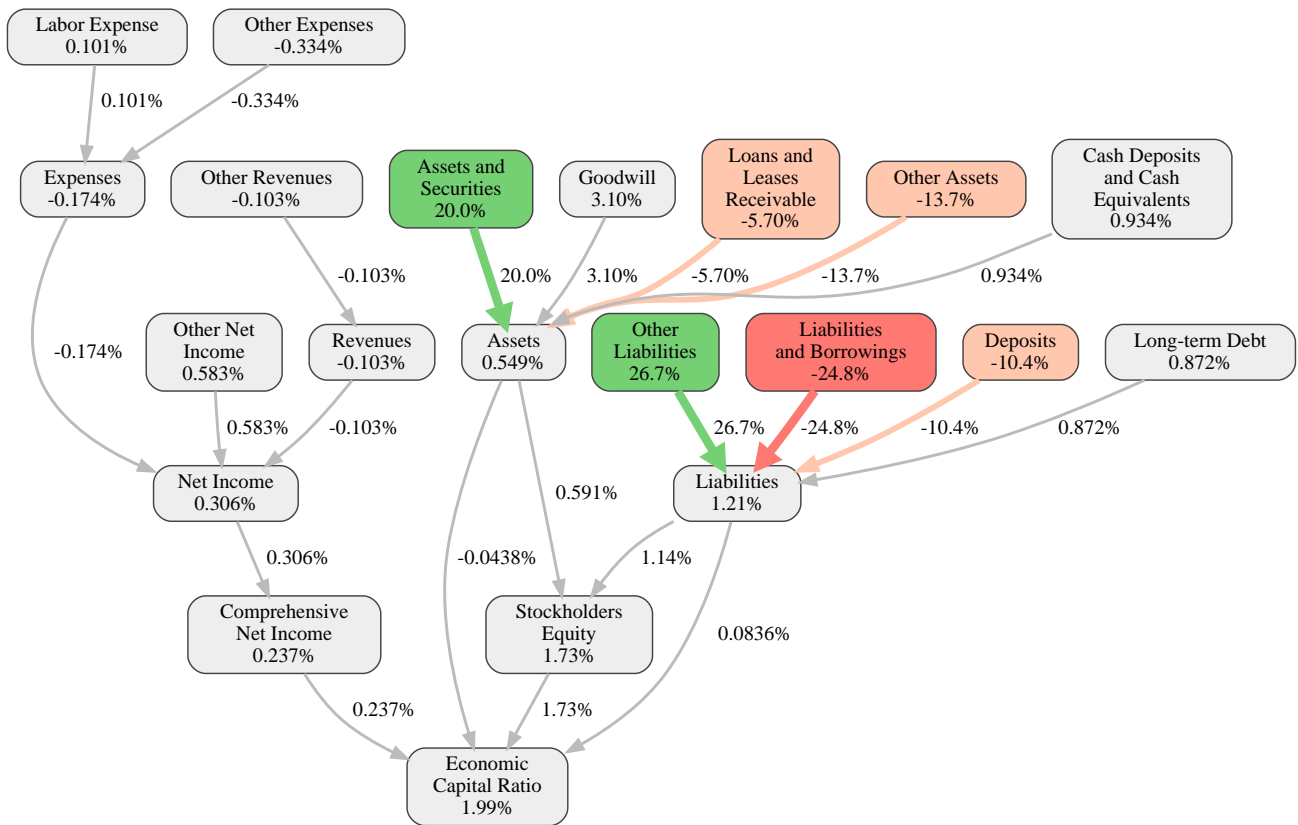 Labor Expense
0.101%
Other Expenses
-0.334%
0.101%
-0.334%
Expenses
-0.174%
Other Revenues
-0.103%
Assets and
Securities
20.0%
Goodwill
3.10%
Loans and
Leases
Receivable
-5.70%
Other Assets
-13.7%
Cash Deposits
and Cash
Equivalents
0.934%
-0.103%
20.0%
3.10%
-5.70%
-13.7%
0.934%
-0.174%
Other Net
Income
0.583%
Revenues
-0.103%
Assets
0.549%
Other
Liabilities
26.7%
Liabilities
and Borrowings
-24.8%
Deposits
-10.4%
Long-term Debt
0.872%
0.583%
-0.103%
26.7%
-24.8%
-10.4%
0.872%
Net Income
0.306%
Liabilities
1.21%
0.591%
0.306%
-0.0438%
1.14%
Comprehensive
Net Income
0.237%
Stockholders
Equity
1.73%
0.0836%
0.237%
1.73%
Economic
Capital Ratio
1.99%